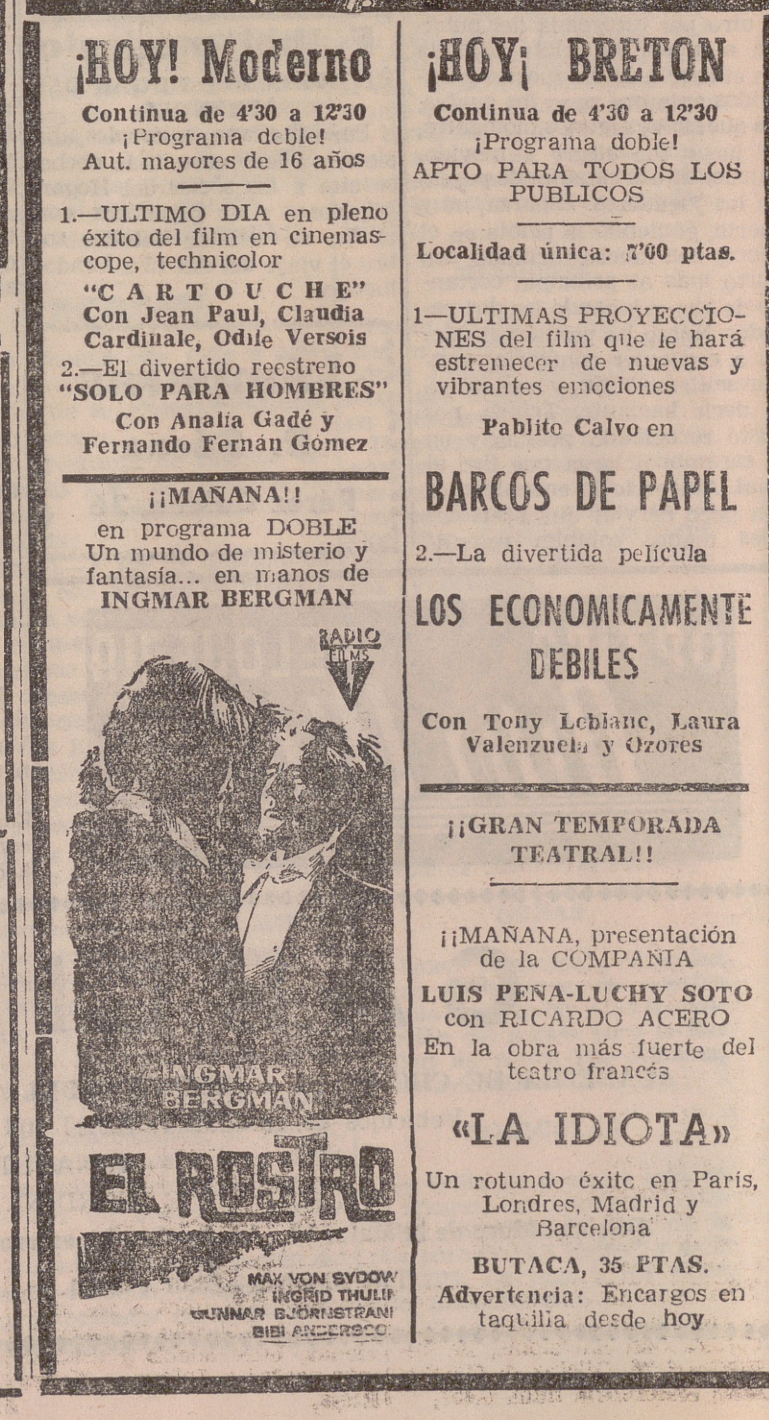 ¡HOY! Moderno
Continua de 4'30 a 12'30
¡Programa doble!
Aut. mayores de 16 años
1.—ULTIMO DIA en pleno
éxito del film en cinemas-
cope, technicolor
"C A R T O U C H E"
Con Jean Paul, Claudia
Cardinale, Odile Versois
2.—El divertido reestreno
"SOLO PARA HOMBRES"
Con Analía Gadé y
Fernando Fernán Gómez
¡¡MAÑANA!!
en programa DOBLE
Un mundo de misterio y
fantasía... en manos de
INGMAR BERGMAN
RADIO
FILMS
INGMAR
BERGMAN
EL ROSTRO
MAX VON SYDOW
INGRID THULIN
GUNNAR BJÖRNSTRAND
BIBI ANDERSSO
¡HOY¡ BRETON
Continua de 4'30 a 12'30
¡Programa doble!
APTO PARA TODOS LOS
PUBLICOS
Localidad única: 7'00 ptas.
1—ULTIMAS PROYECCIO-
NES del film que le hará
estremecer de nuevas y
vibrantes emociones
Pablito Calvo en
BARCOS DE PAPEL
2.—La divertida película
LOS ECONOMICAMENTE
DEBILES
Con Tony Leblanc, Laura
Valenzuela y Ozores
¡¡GRAN TEMPORADA
TEATRAL!!
¡¡MAÑANA, presentación
de la COMPAÑIA
LUIS PEÑA-LUCHY SOTO
con RICARDO ACERO
En la obra más fuerte del
teatro francés
«LA IDIOTA»
Un rotundo éxito en París,
Londres, Madrid y
Barcelona
BUTACA, 35 PTAS.
Advertencia: Encargos en
taquilla desde hoy